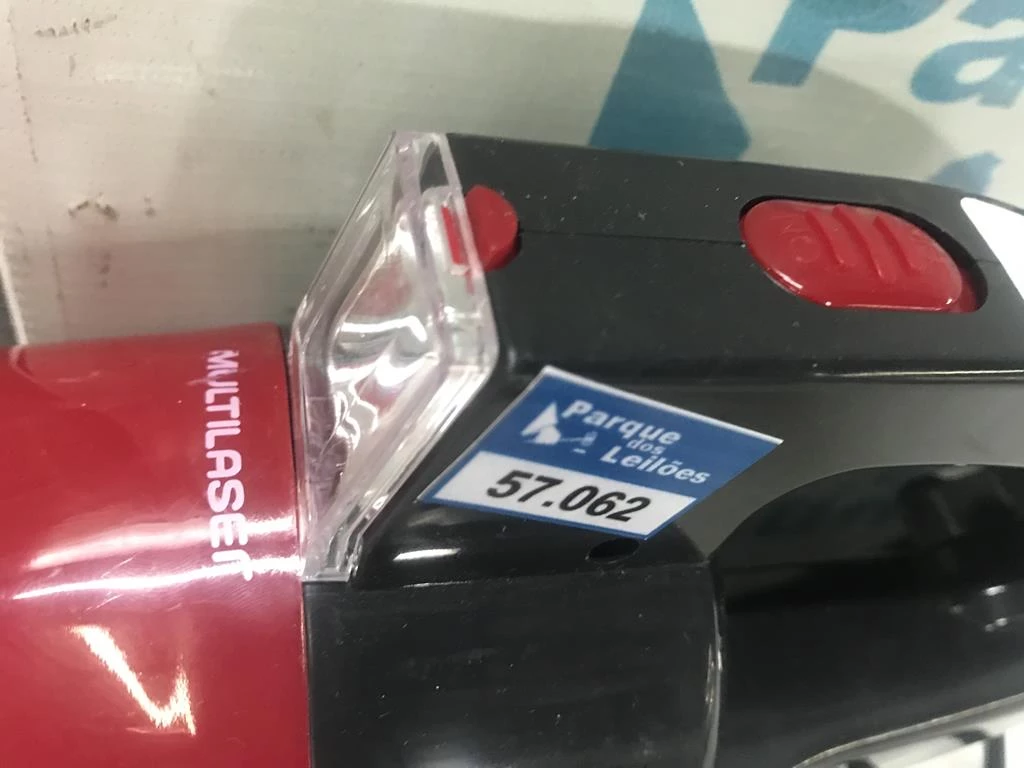 MULTILASER
Parque
dos
Leilões
57.062